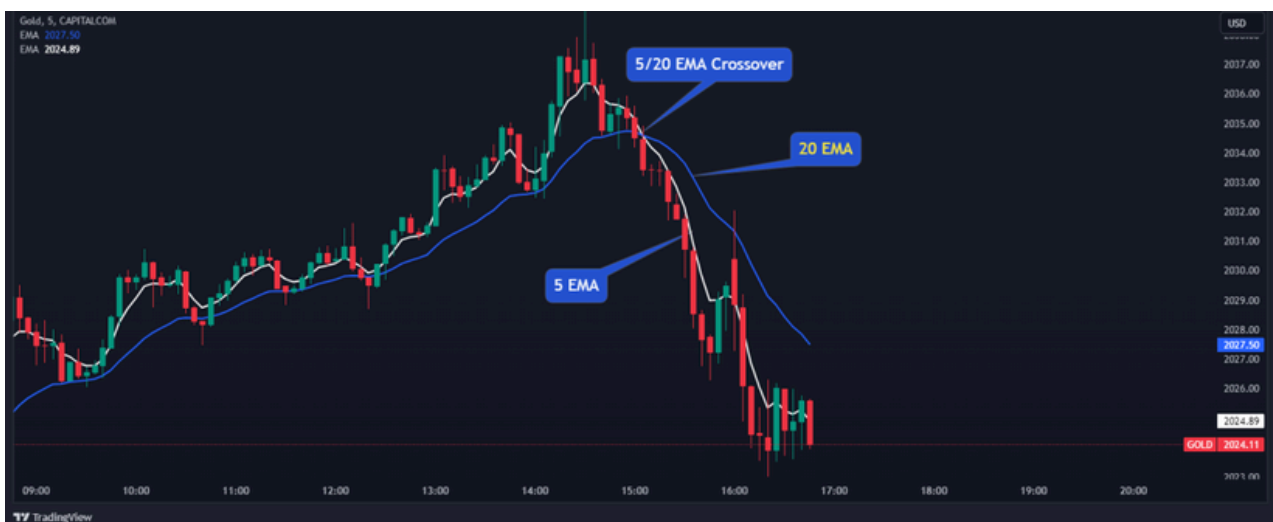 Gold, 5, CAPITALCOM
EMA 2027.50
EMA 2024.89
USD
5/20 EMA Crossover
20 EMA
5 EMA
2037.00
2036.00
2035.00
2034.00
2033.00
2032.00
2031.00
2030.00
2029.00
2028.00
2027.50
2027.00
2026.00
2024.89
GOLD 2024.11
2023.00
09:00 10:00 11:00 12:00 13:00 14:00 15:00 16:00 17:00 18:00 19:00 20:00
TradingView